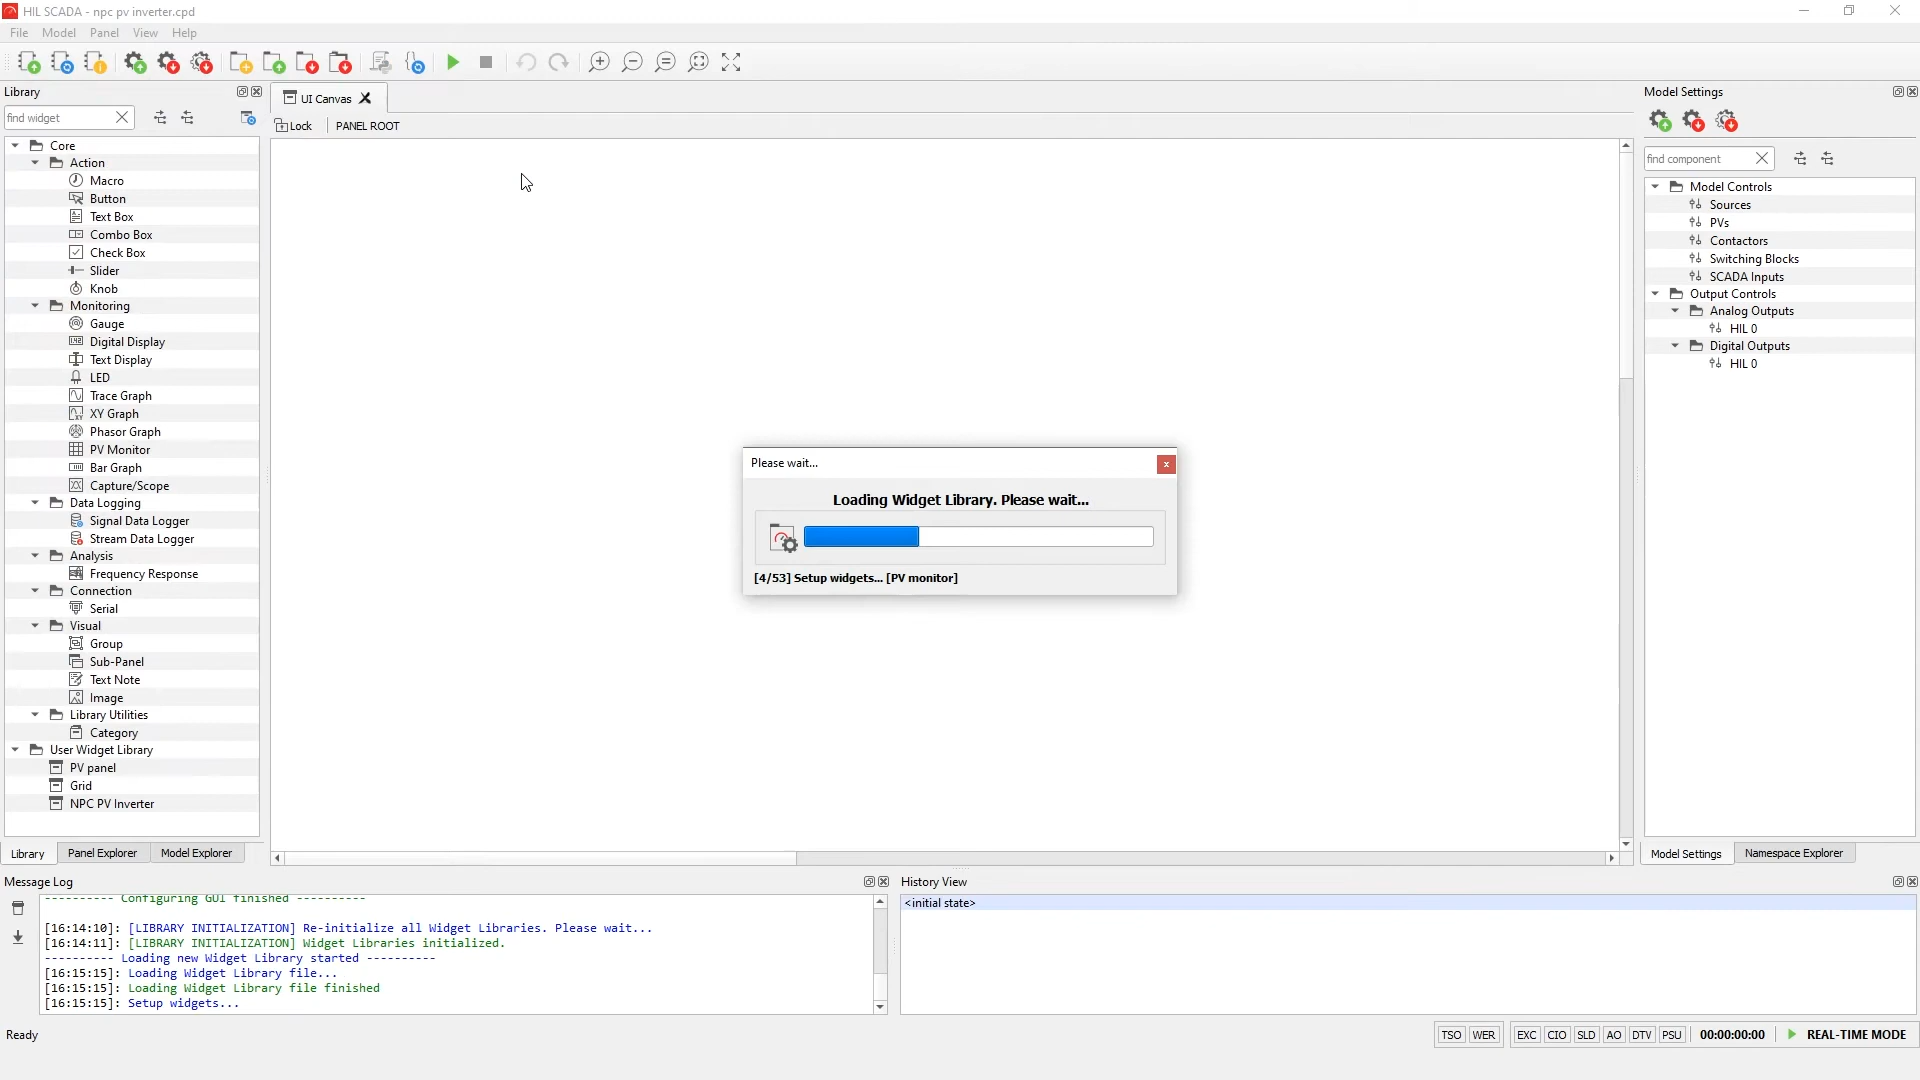 HIL SCADA - npc pv inverter.cpd
File Model Panel View Help
Library
find widget
Core
Action
Macro
Button
Text Box
Combo Box
Check Box
Slider
Knob
Monitoring
Gauge
Digital Display
Text Display
LED
Trace Graph
XY Graph
Phasor Graph
PV Monitor
Bar Graph
Capture/Scope
Data Logging
Signal Data Logger
Stream Data Logger
Analysis
Frequency Response
Connection
Serial
Visual
Group
Sub-Panel
Text Note
Image
Library Utilities
Category
User Widget Library
PV panel
Grid
NPC PV Inverter
Library Panel Explorer Model Explorer
UI Canvas
Lock PANEL ROOT
Please wait...
Loading Widget Library. Please wait...
[4/53] Setup widgets... [PV monitor]
Model Settings
find component
Model Controls
Sources
PVs
Contactors
Switching Blocks
SCADA Inputs
Output Controls
Analog Outputs
HIL 0
Digital Outputs
HIL 0
Model Settings Namespace Explorer
Message Log
---------- Configuring GUI finished ----------
[16:14:10]: [LIBRARY INITIALIZATION] Re-initialize all Widget Libraries. Please wait...
[16:14:11]: [LIBRARY INITIALIZATION] Widget Libraries initialized.
---------- Loading new Widget Library started ----------
[16:15:15]: Loading Widget Library file...
[16:15:15]: Loading Widget Library file finished
[16:15:15]: Setup widgets...
History View
<initial state>
Ready
TSO WER EXC CIO SLD AO DTV PSU 00:00:00:00 REAL-TIME MODE